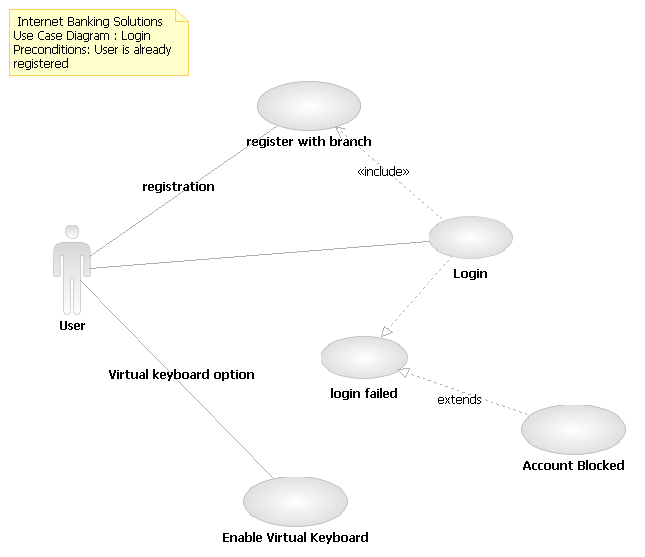 Internet Banking Solutions
Use Case Diagram : Login
Preconditions: User is already
registered
register with branch
«include»
registration
Login
User
Virtual keyboard option
login failed
extends
Account Blocked
Enable Virtual Keyboard